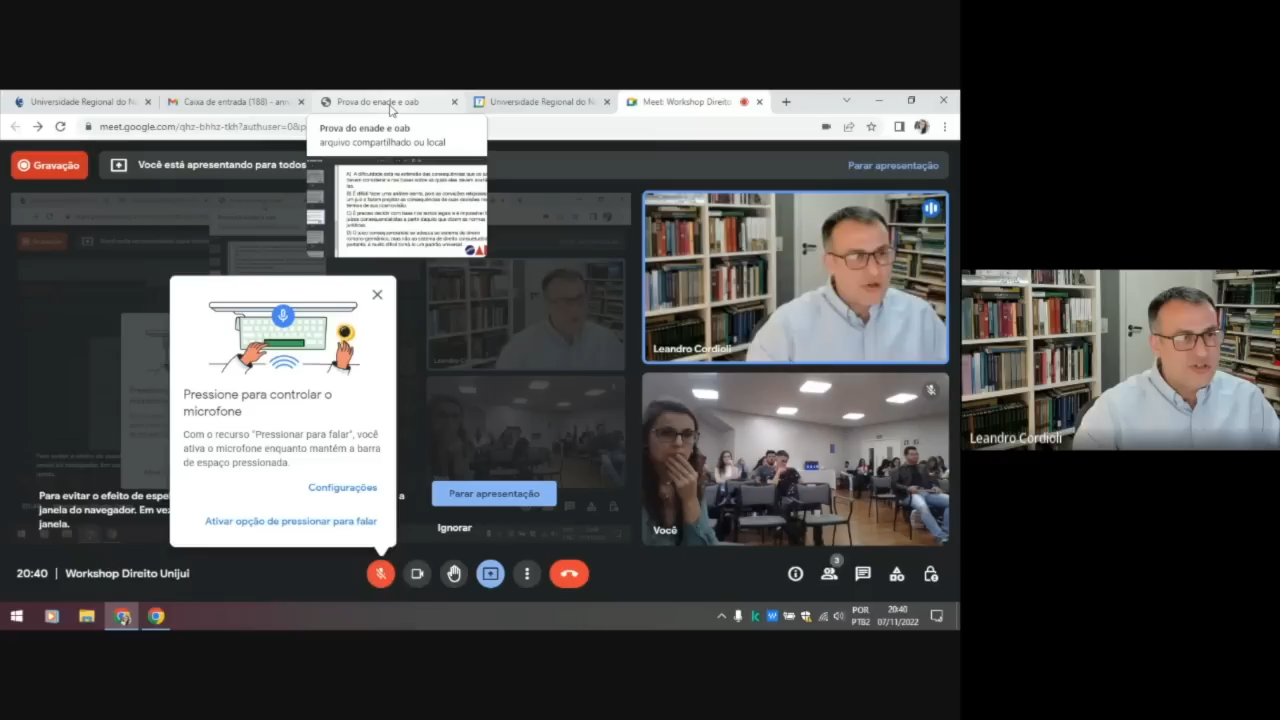 Universidade Regional do No
Caixa de entrada (188) - ann
Prova do enade e oab
Universidade Regional do No
Meet: Workshop Direito
meet.google.com/qhz-bhhz-tkh?authuser=0&p
Prova do enade e oab
arquivo compartilhado ou local
Gravação
Você está apresentando para todos
Parar apresentação
Leandro Cordioli
Pressione para controlar o
microfone
Com o recurso "Pressionar para falar", você
ativa o microfone enquanto mantém a barra
de espaço pressionada.
Configurações
Ativar opção de pressionar para falar
Para evitar o efeito de espe
a
janela do navegador. Em vez
janela.
Parar apresentação
Ignorar
Você
Leandro Cordioli
20:40 | Workshop Direito Unijui
3
POR
PTB2
20:40
07/11/2022